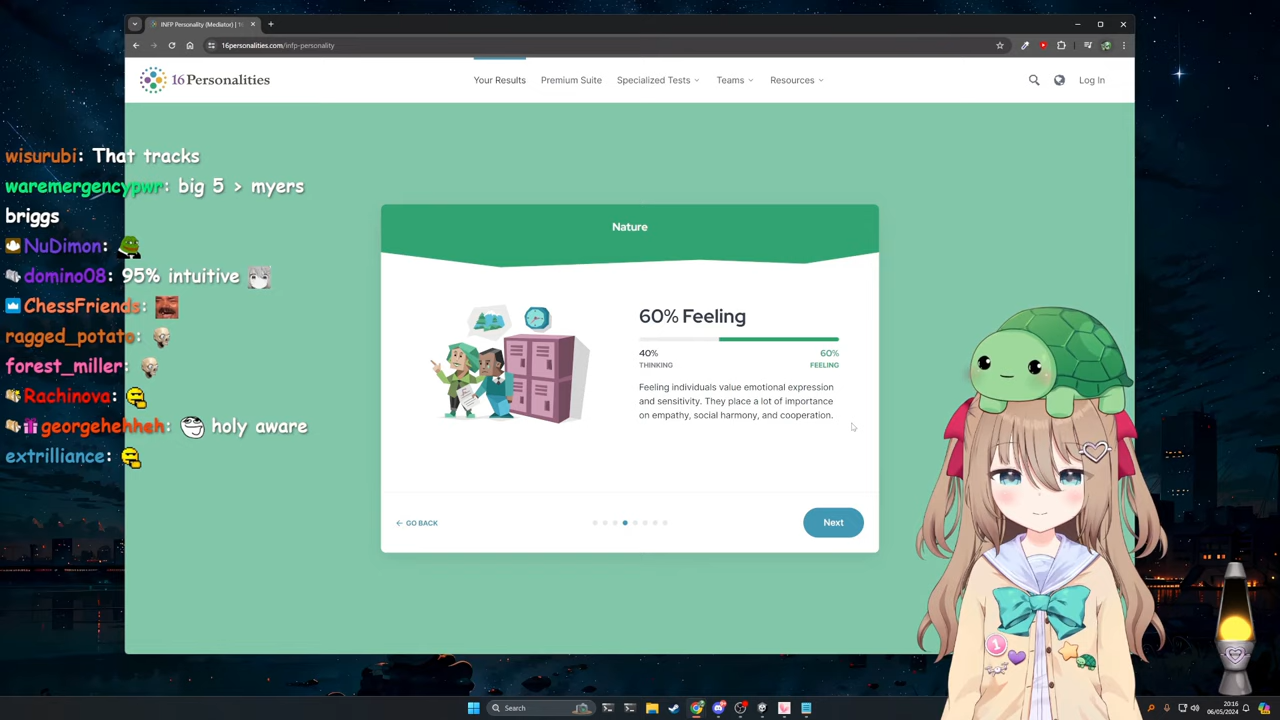 INFP Personality (Mediator) | 1
16personalities.com/infp-personality
16Personalities
Your Results
Premium Suite
Specialized Tests
Teams
Resources
Log In
wisurubi: That tracks
waremergencypwr: big 5 > myers
briggs
NuDimon:
domino08: 95% intuitive
ChessFriends:
ragged_potato:
forest_miller:
Rachinova:
georgehehheh: holy aware
extrilliance:
Nature
60% Feeling
40%
60%
THINKING
FEELING
Feeling individuals value emotional expression
and sensitivity. They place a lot of importance
on empathy, social harmony, and cooperation.
← GO BACK
Next
1
Search
20:16
06/05/2024